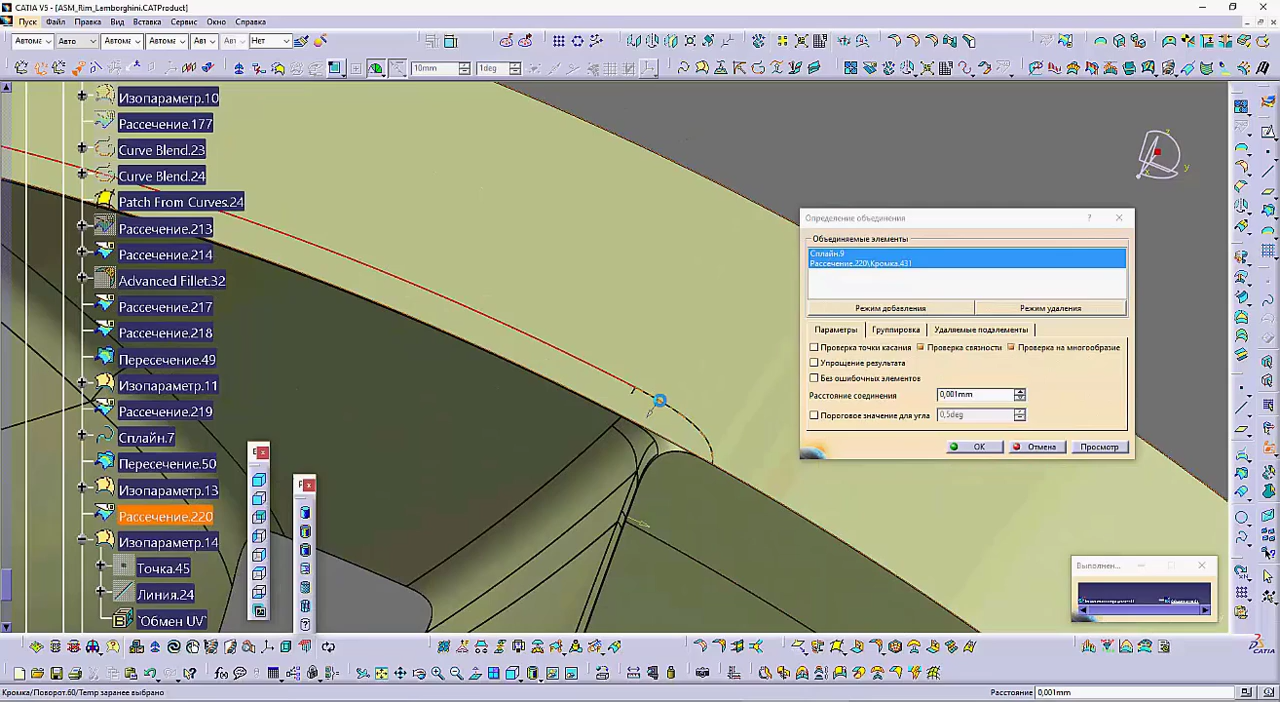 CATIA V5 - [ASM_Rim_Lemborghini.CATProduct]
Пуск Файл Правка Вид Вставка Сервис Окно Справка
Автома Авто Автома Автома Ав Ав Нет
10mm 1deg
Изопараметр.10
Рассечение.177
Curve Blend.23
Curve Blend.24
Patch From Curves.24
Рассечение.213
Рассечение.214
Advanced Fillet.32
Рассечение.217
Рассечение.218
Пересечение.49
Изопараметр.11
Рассечение.219
Сплайн.7
Пересечение.50
Изопараметр.13
Рассечение.220
Изопараметр.14
Точка.45
Линия.24
`Обмен UV`
Определение объединения ?
Объединяемые элементы
Сплайн.9
Рассечение.220\Кромка.431
Режим добавления Режим удаления
Параметры Группировка Удаляемые подэлементы
Проверка точки касания Проверка связности Проверка на многообразие
Упрощение результата
Без ошибочных элементов
Расстояние соединения 0,001mm
Пороговое значение для угла 0,5deg
OK Отмена Просмотр
Выполнен...
z
y
CATIA
Кромка/Поворот.60/Temp заранее выбрано Расстояние 0,001mm